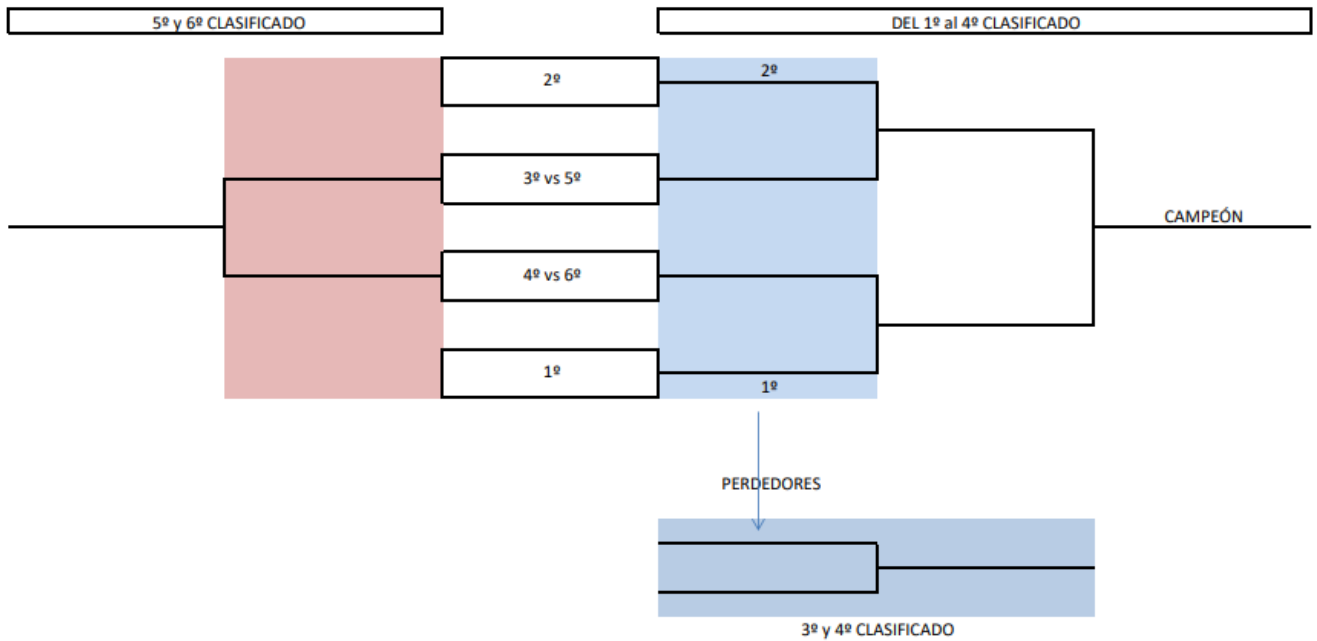 5º y 6º CLASIFICADO
DEL 1º al 4º CLASIFICADO
2º
2º
3º vs 5º
CAMPEÓN
4º vs 6º
1º
1º
PERDEDORES
3º y 4º CLASIFICADO